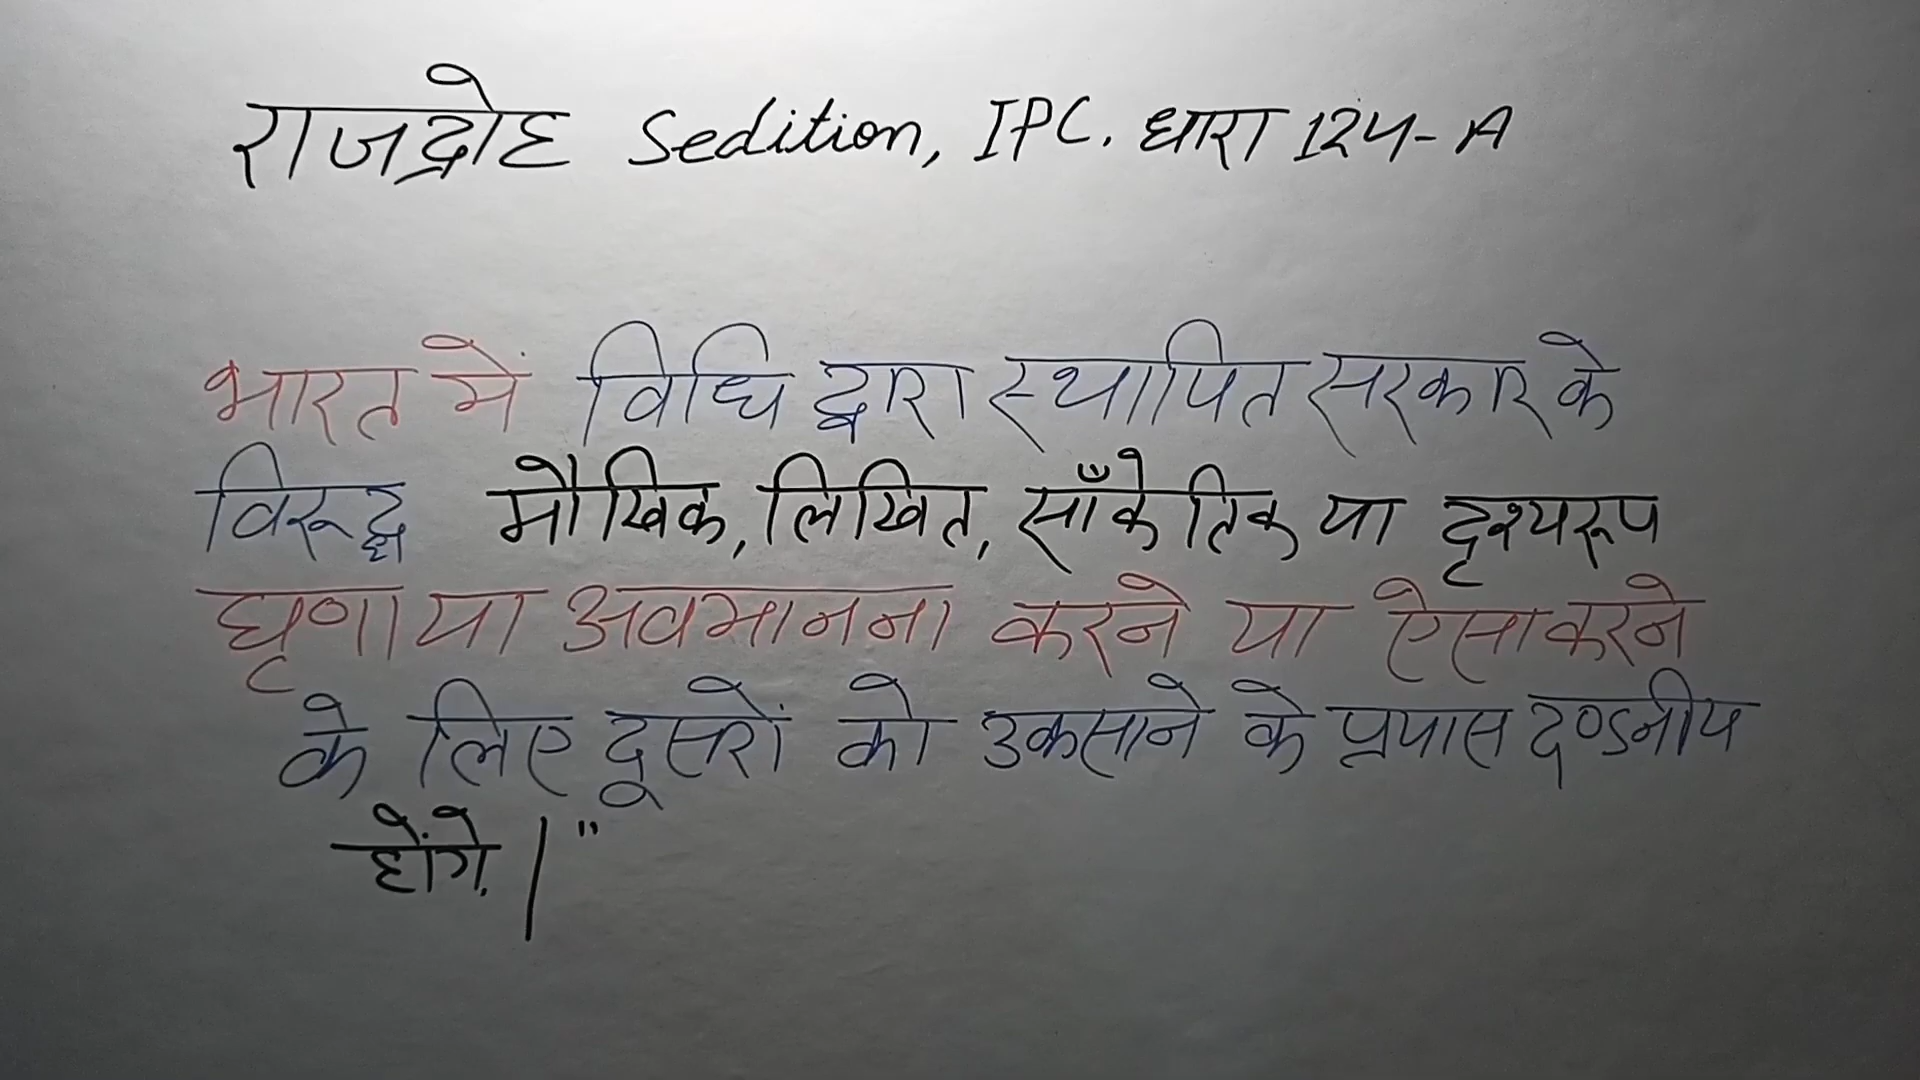 राजद्रोह Sedition, IPC. धारा 124-A
भारत में विधि द्वारा स्थापित सरकार के
विरूद्ध मौखिक, लिखित, साँकेतिक या दृश्यरूप
घृणा या अवमानना करने या ऐसा करने
के लिए दूसरों को उकसाने के प्रयास दण्डनीय
होंगे।"